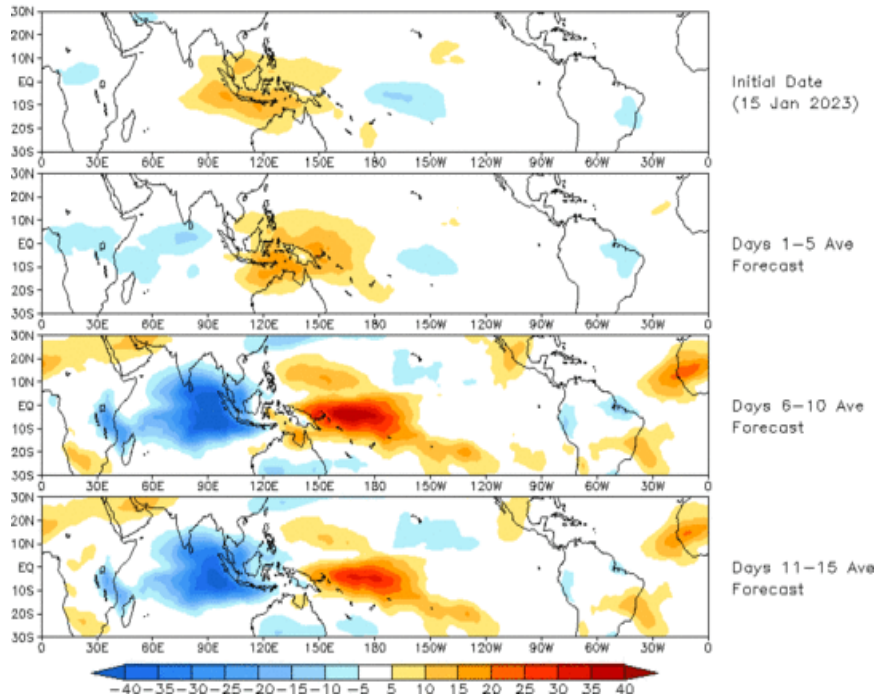 30N
20N
10N
EQ
10S
20S
30S
0 30E 60E 90E 120E 150E 180 150W 120W 90W 60W 30W 0
Initial Date
(15 Jan 2023)
30N
20N
10N
EQ
10S
20S
30S
0 30E 60E 90E 120E 150E 180 150W 120W 90W 60W 30W 0
Days 1-5 Ave
Forecast
30N
20N
10N
EQ
10S
20S
30S
0 30E 60E 90E 120E 150E 180 150W 120W 90W 60W 30W 0
Days 6-10 Ave
Forecast
30N
20N
10N
EQ
10S
20S
30S
0 30E 60E 90E 120E 150E 180 150W 120W 90W 60W 30W 0
Days 11-15 Ave
Forecast
-40 -35 -30 -25 -20 -15 -10 -5 5 10 15 20 25 30 35 40